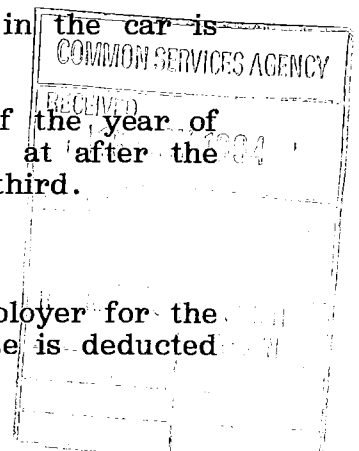 in the car is
COMMON SERVICES AGENCY
RECEIVED
f the year of
1994
at after the
third.
ployer for the
e is deducted